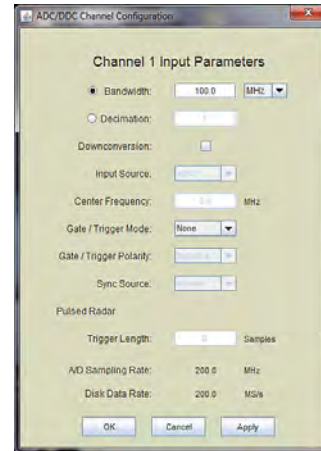 ADC/DDC Channel Configuration
Channel 1 Input Parameters
Bandwidth: 100.0 MHz
Decimation: 1
Downconversion:
Input Source:
Center Frequency: MHz
Gate / Trigger Mode: None
Gate / Trigger Polarity:
Sync Source:
Pulsed Radar
Trigger Length: 0 Samples
A/D Sampling Rate: 200.0 MHz
Disk Data Rate: 200.0 MS/s
OK Cancel Apply